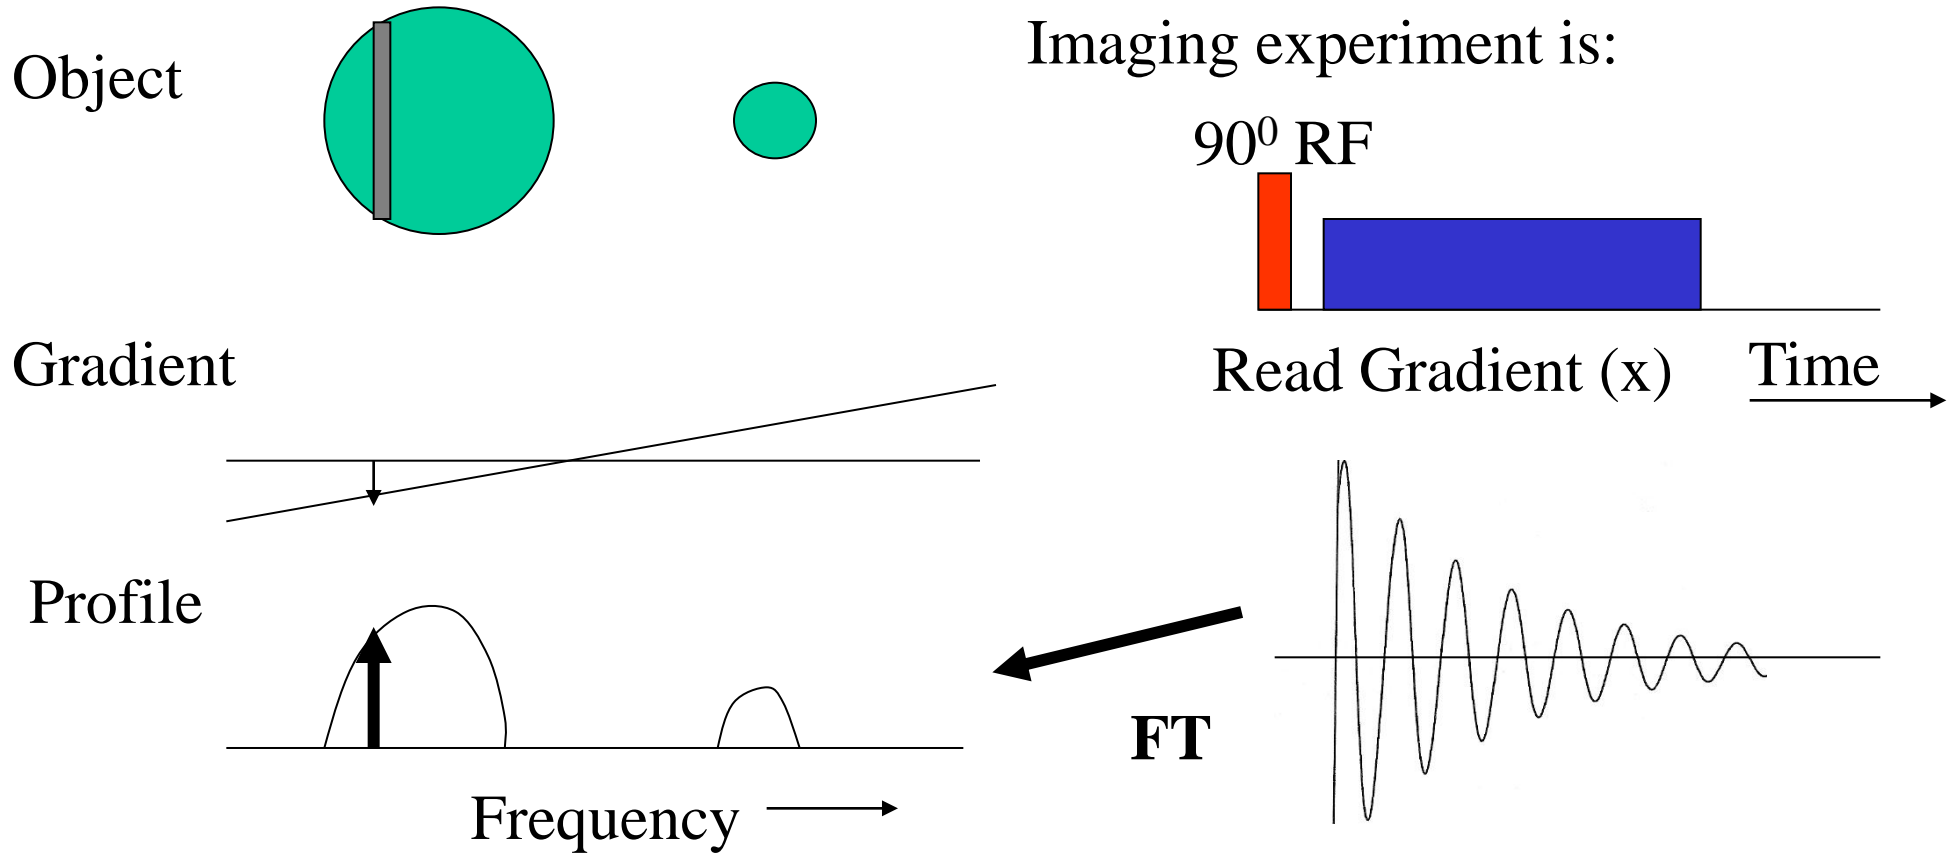 Object
Imaging experiment is:
90⁰ RF
Gradient
Read Gradient (x)
Time
Profile
FT
Frequency